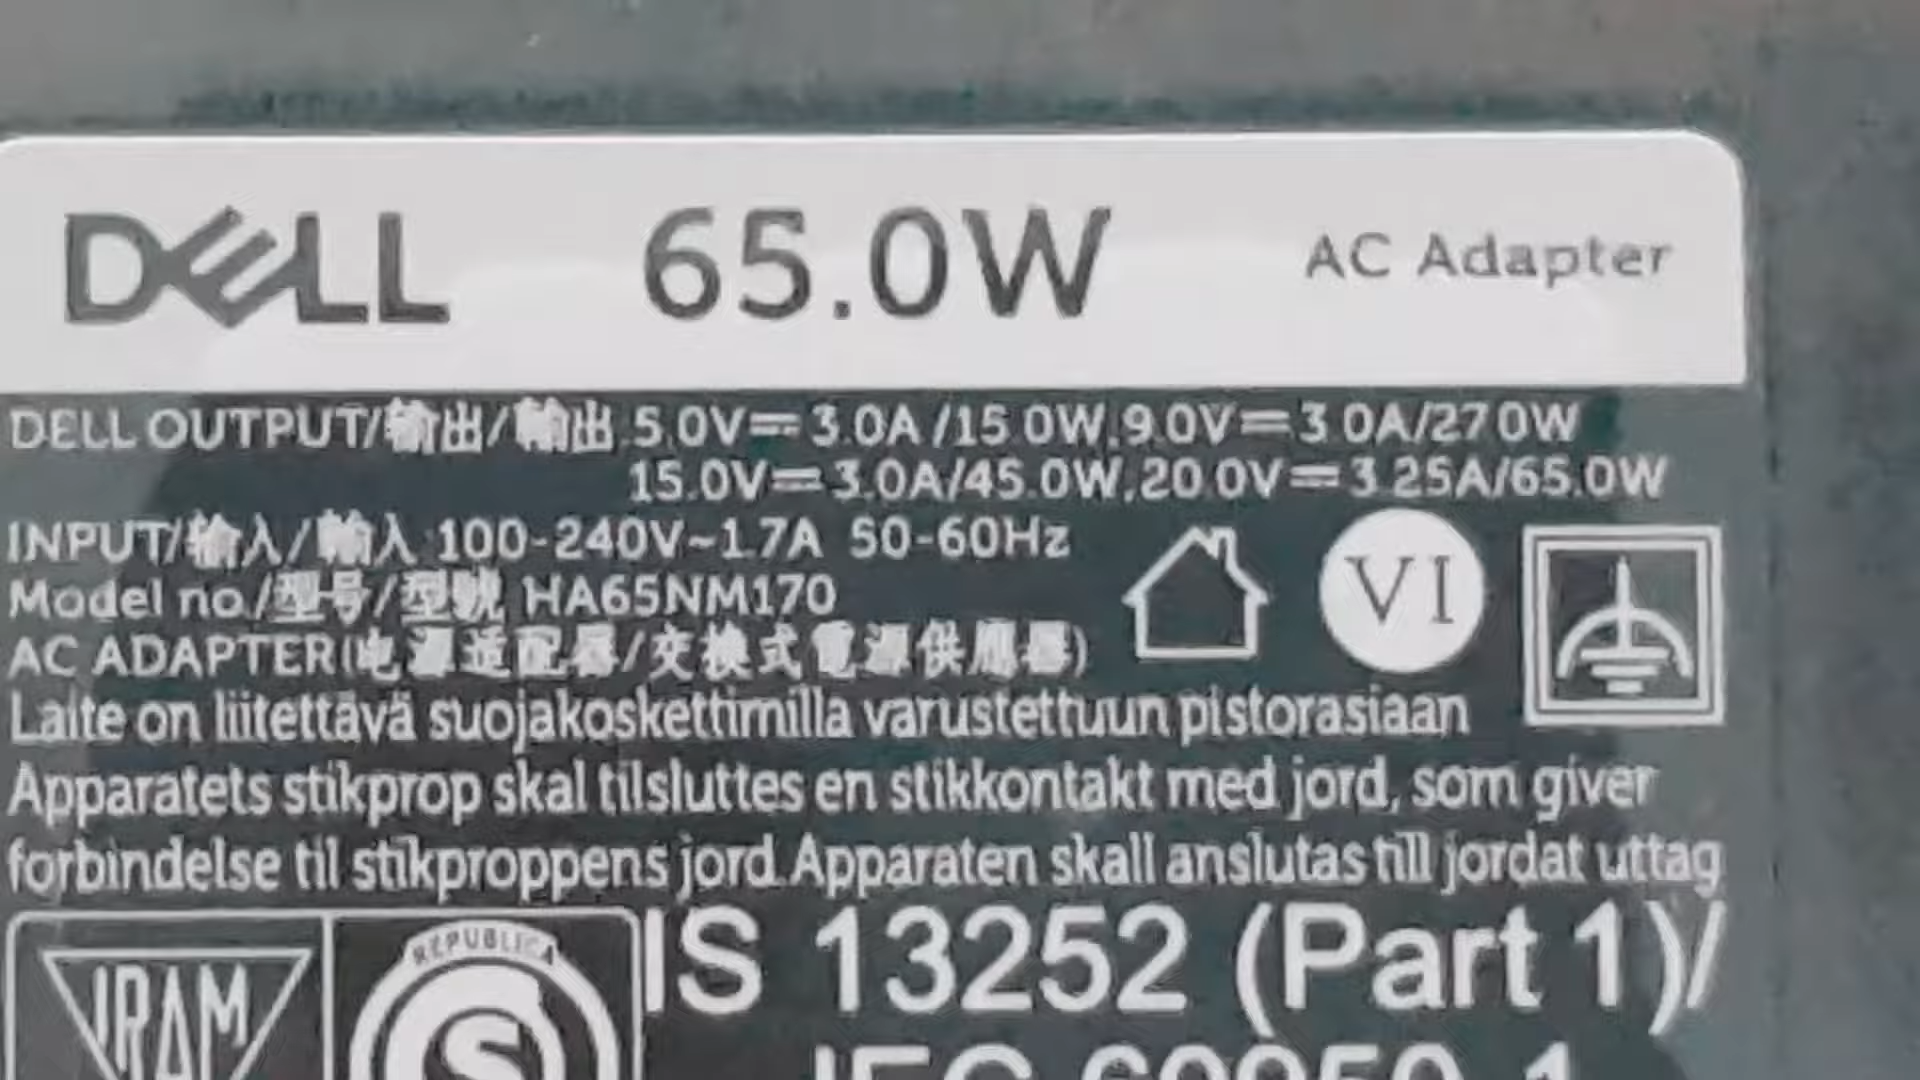 DELL 65.0W AC Adapter
DELL OUTPUT/输出/輸出 5.0V⎓3.0A/15.0W,9.0V⎓3.0A/27.0W
15.0V⎓3.0A/45.0W,20.0V⎓3.25A/65.0W
INPUT/输入/輸入 100-240V~1.7A 50-60Hz
Model no./型号/型號 HA65NM170
VI
AC ADAPTER(电源适配器/交換式電源供應器)
Laite on liitettävä suojakoskettimilla varustettuun pistorasiaan
Apparatets stikprop skal tilsluttes en stikkontakt med jord, som giver
forbindelse til stikproppens jord.Apparaten skall anslutas till jordat uttag
IRAM
REPUBLICA
S
IS 13252 (Part 1)/
IEC 60950-1